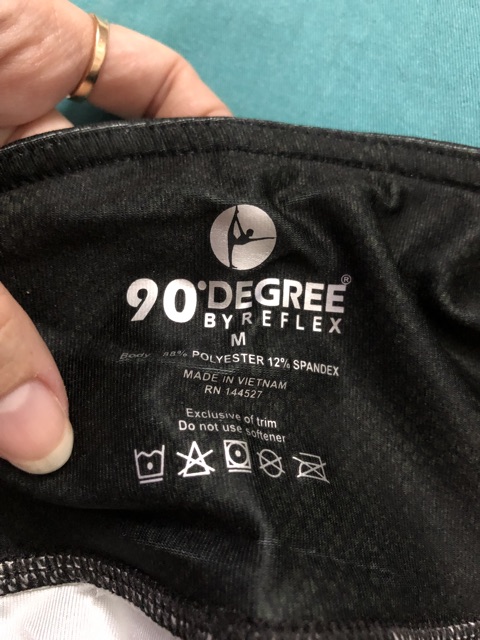 90°DEGREE®
BY REFLEX
M
Body 88% POLYESTER 12% SPANDEX
MADE IN VIETNAM
RN 144527
Exclusive of trim
Do not use softener